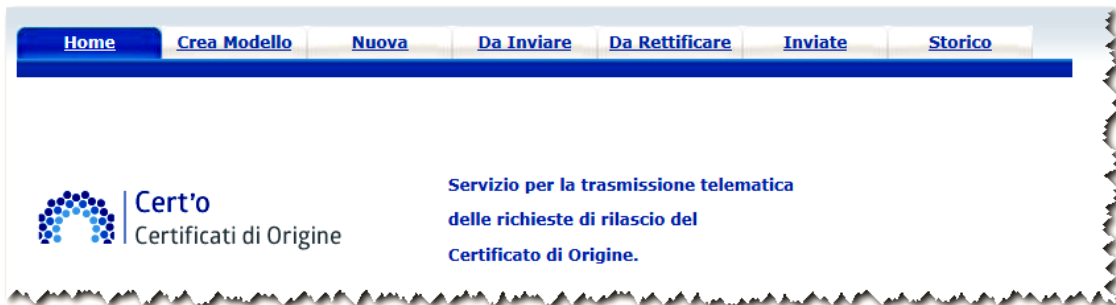 Home Crea Modello Nuova Da Inviare Da Rettificare Inviate Storico
Cert'o
Certificati di Origine
Servizio per la trasmissione telematica
delle richieste di rilascio del
Certificato di Origine.